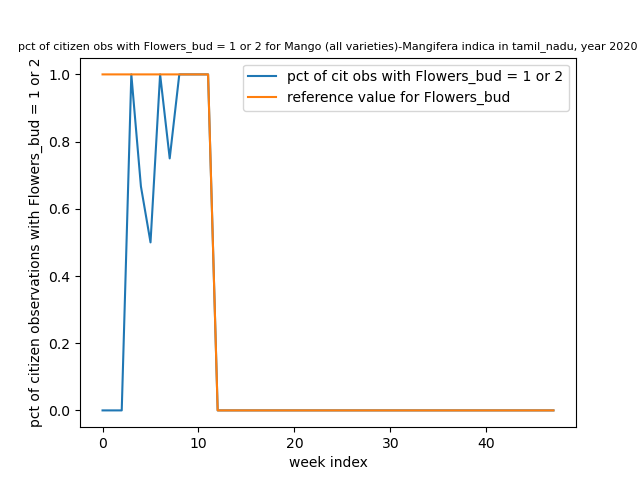 pct of citizen obs with Flowers_bud = 1 or 2 for Mango (all varieties)-Mangifera indica in tamil_nadu, year 2020
pct of citizen observations with Flowers_bud = 1 or 2
1.0
0.8
0.6
0.4
0.2
0.0
pct of cit obs with Flowers_bud = 1 or 2
reference value for Flowers_bud
0 10 20 30 40
week index